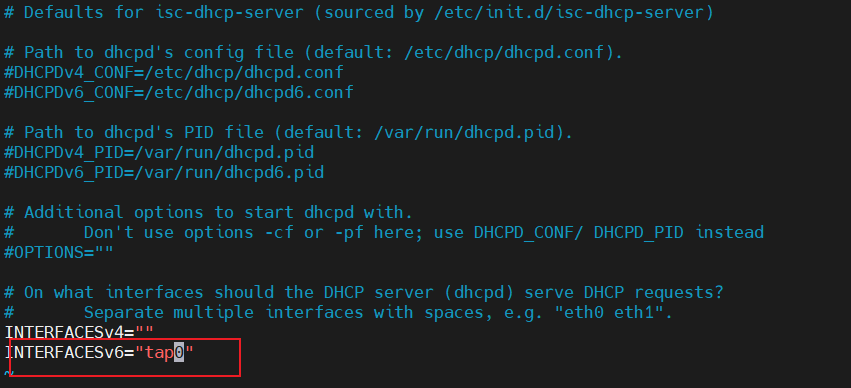 # Defaults for isc-dhcp-server (sourced by /etc/init.d/isc-dhcp-server)
# Path to dhcpd's config file (default: /etc/dhcp/dhcpd.conf).
#DHCPDv4_CONF=/etc/dhcp/dhcpd.conf
#DHCPDv6_CONF=/etc/dhcp/dhcpd6.conf
# Path to dhcpd's PID file (default: /var/run/dhcpd.pid).
#DHCPDv4_PID=/var/run/dhcpd.pid
#DHCPDv6_PID=/var/run/dhcpd6.pid
# Additional options to start dhcpd with.
#       Don't use options -cf or -pf here; use DHCPD_CONF/ DHCPD_PID instead
#OPTIONS=""
# On what interfaces should the DHCP server (dhcpd) serve DHCP requests?
#       Separate multiple interfaces with spaces, e.g. "eth0 eth1".
INTERFACESv4=""
INTERFACESv6="tap0"
~